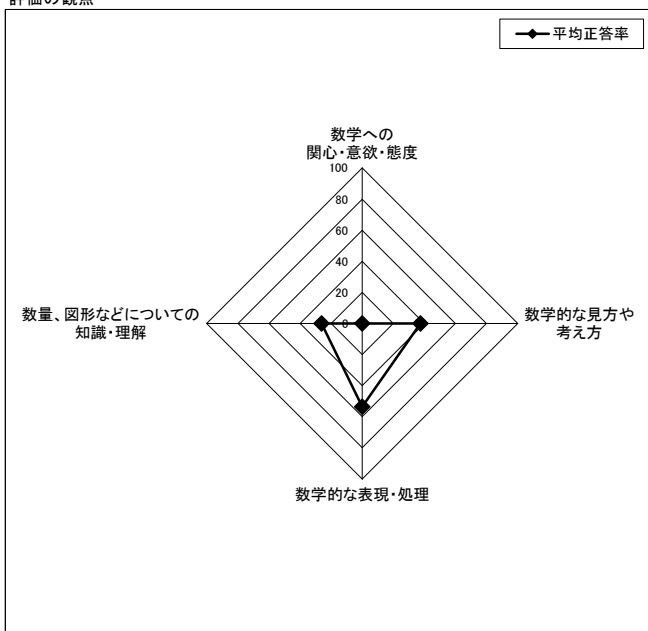 評価の観点
平均正答率
数学への
関心・意欲・態度
100
80
60
40
20
0
数量、図形などについての
知識・理解
数学的な見方や
考え方
数学的な表現・処理